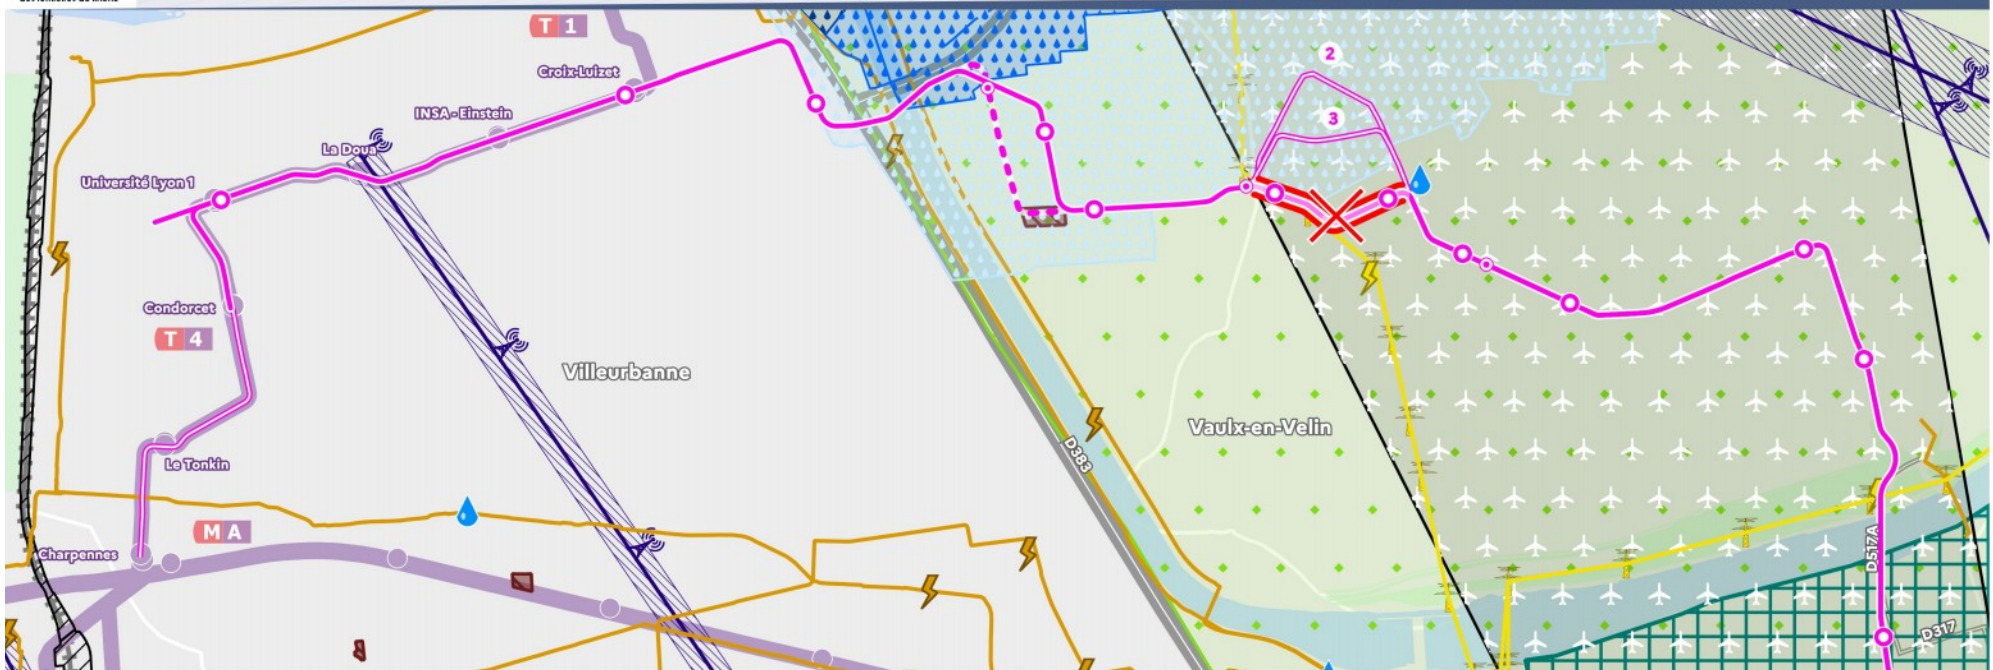 T 1
2
Croix-Luizet
INSA - Einstein
3
La Doua
Université Lyon 1
Condorcet
T 4
Villeurbanne
Vaulx-en-Velin
D383
Le Tonkin
M A
Charpennes
D517A
D317